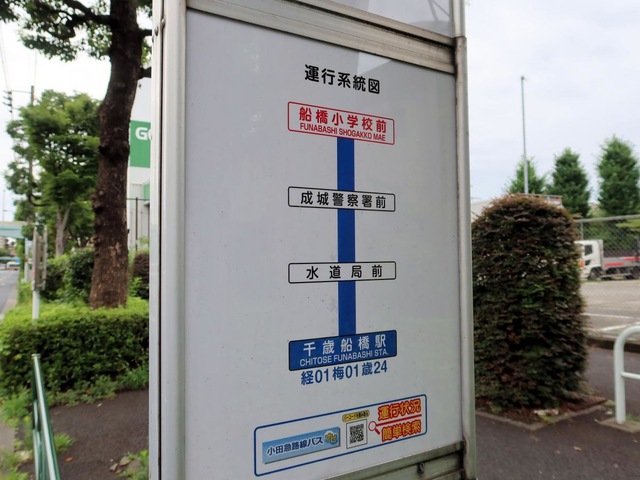 運行系統図
船橋小学校前
FUNABASHI SHOGAKKO MAE
成城警察署前
水道局前
千歳船橋駅
CHITOSE FUNABASHI STA.
経01梅01歳24
小田急路線バス
運行状況
簡単検索
GO